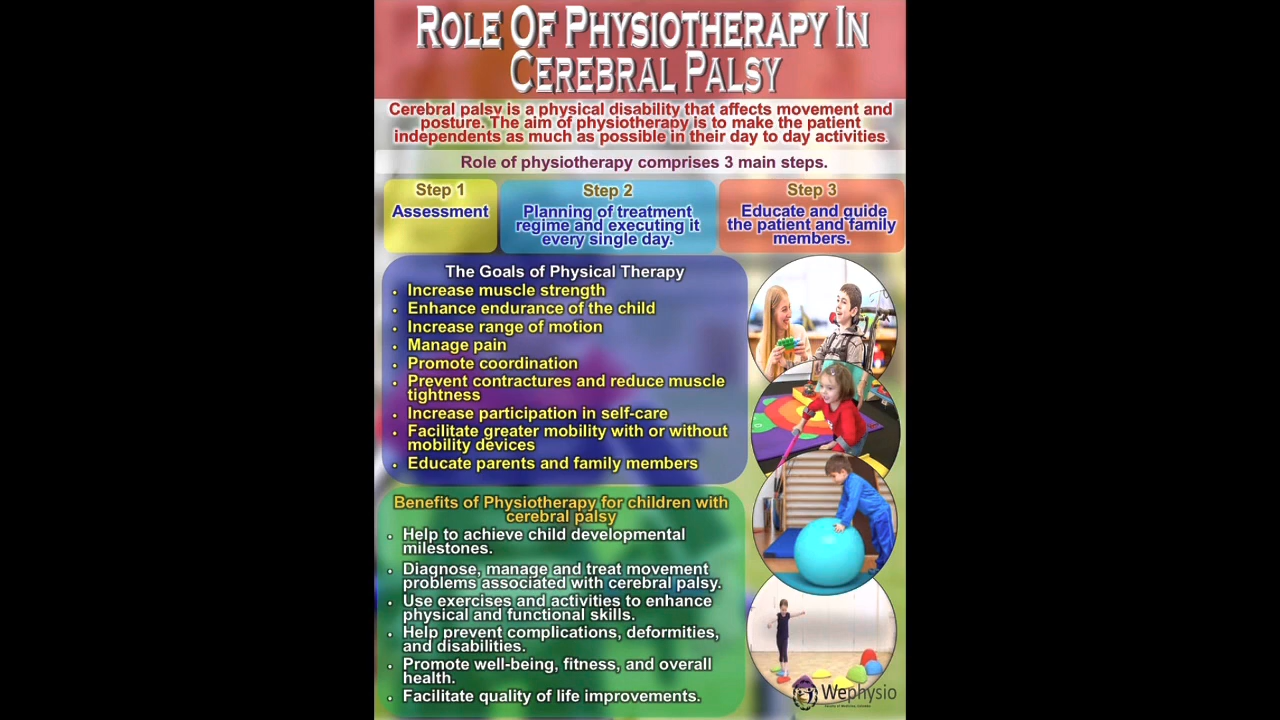 ROLE OF PHYSIOTHERAPY IN
CEREBRAL PALSY
Cerebral palsy is a physical disability that affects movement and
posture. The aim of physiotherapy is to make the patient
independents as much as possible in their day to day activities.
Role of physiotherapy comprises 3 main steps.
Step 1
Assessment
Step 2
Planning of treatment
regime and executing it
every single day.
Step 3
Educate and guide
the patient and family
members.
The Goals of Physical Therapy
• Increase muscle strength
• Enhance endurance of the child
• Increase range of motion
• Manage pain
• Promote coordination
• Prevent contractures and reduce muscle
tightness
• Increase participation in self-care
• Facilitate greater mobility with or without
mobility devices
• Educate parents and family members
Benefits of Physiotherapy for children with
cerebral palsy
• Help to achieve child developmental
milestones.
• Diagnose, manage and treat movement
problems associated with cerebral palsy.
• Use exercises and activities to enhance
physical and functional skills.
• Help prevent complications, deformities,
and disabilities.
• Promote well-being, fitness, and overall
health.
• Facilitate quality of life improvements.
Wephysio